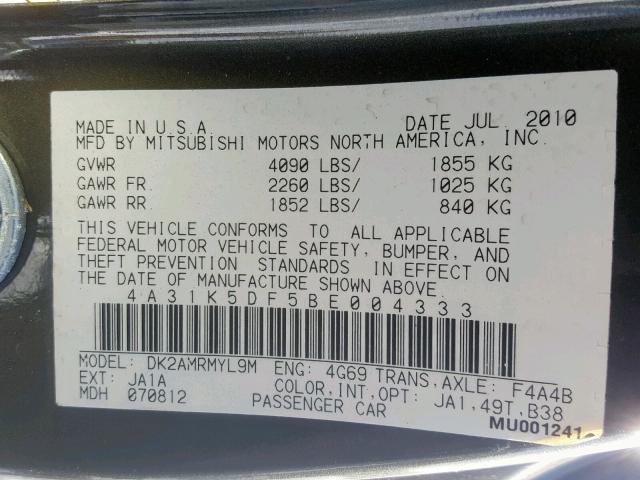 MADE IN U.S.A. DATE JUL. 2010
MFD BY MITSUBISHI MOTORS NORTH AMERICA, INC.
GVWR 4090 LBS/ 1855 KG
GAWR FR. 2260 LBS/ 1025 KG
GAWR RR. 1852 LBS/ 840 KG
THIS VEHICLE CONFORMS TO ALL APPLICABLE
FEDERAL MOTOR VEHICLE SAFETY, BUMPER, AND
THEFT PREVENTION STANDARDS IN EFFECT ON
THE DATE OF MANUFACTURE SHOWN ABOVE.
4A31K5DF5BE004333
MODEL: DK2AMRMYL9M ENG: 4G69 TRANS,AXLE: F4A4B
EXT: JA1A COLOR,INT,OPT: JA1,49T,B38
MDH 070812 PASSENGER CAR
MU001241